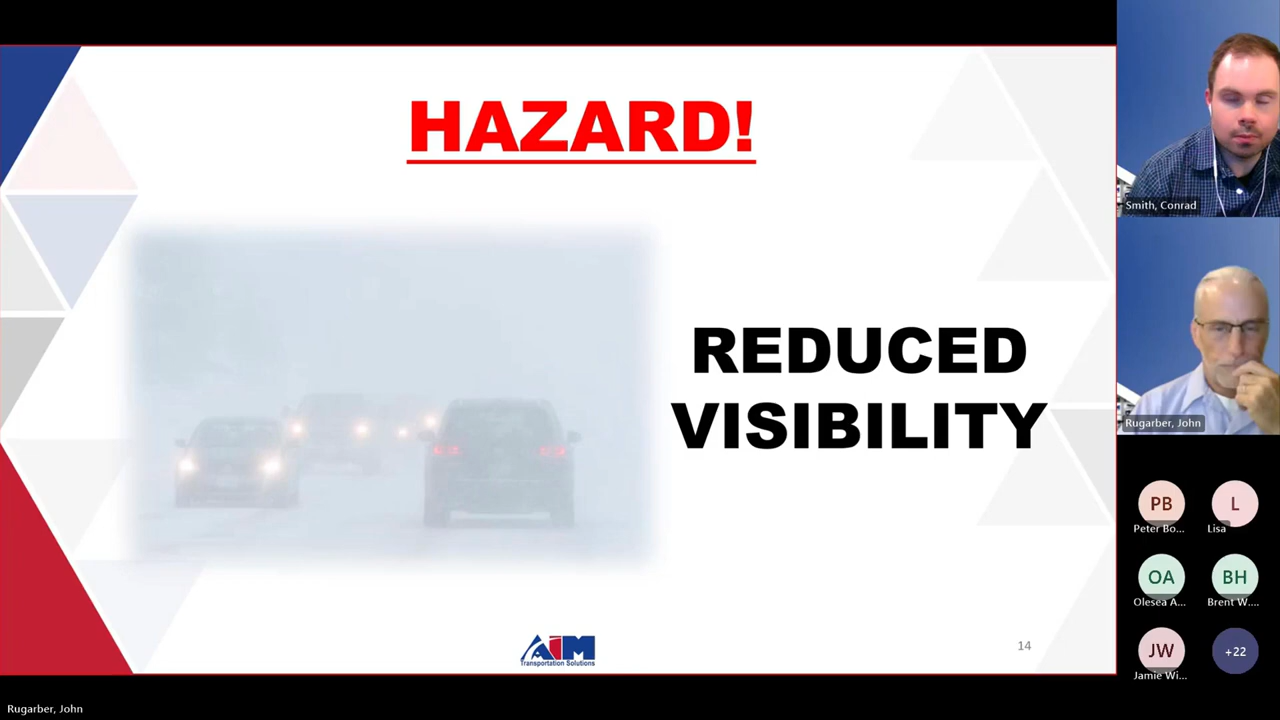 HAZARD!
REDUCED
VISIBILITY
AIM
Transportation Solutions
14
Smith, Conrad
Rugarber, John
PB
Peter Bo...
L
Lisa
OA
Olesea A...
BH
Brent W....
JW
Jamie Wi...
+22
Rugarber, John